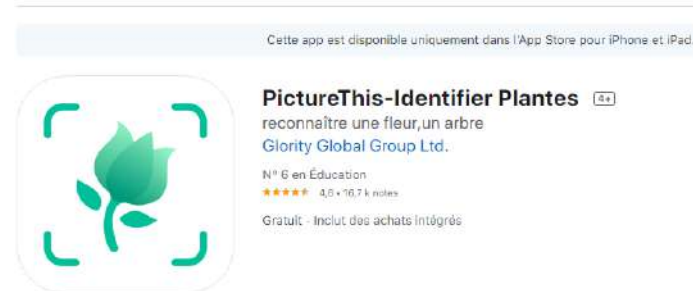 Cette app est disponible uniquement dans l'App Store pour iPhone et iPad.
PictureThis-Identifier Plantes 4+
reconnaître une fleur,un arbre
Glority Global Group Ltd.
Nº 6 en Éducation
★★★★★ 4,6 • 16,7 k notes
Gratuit · Inclut des achats intégrés